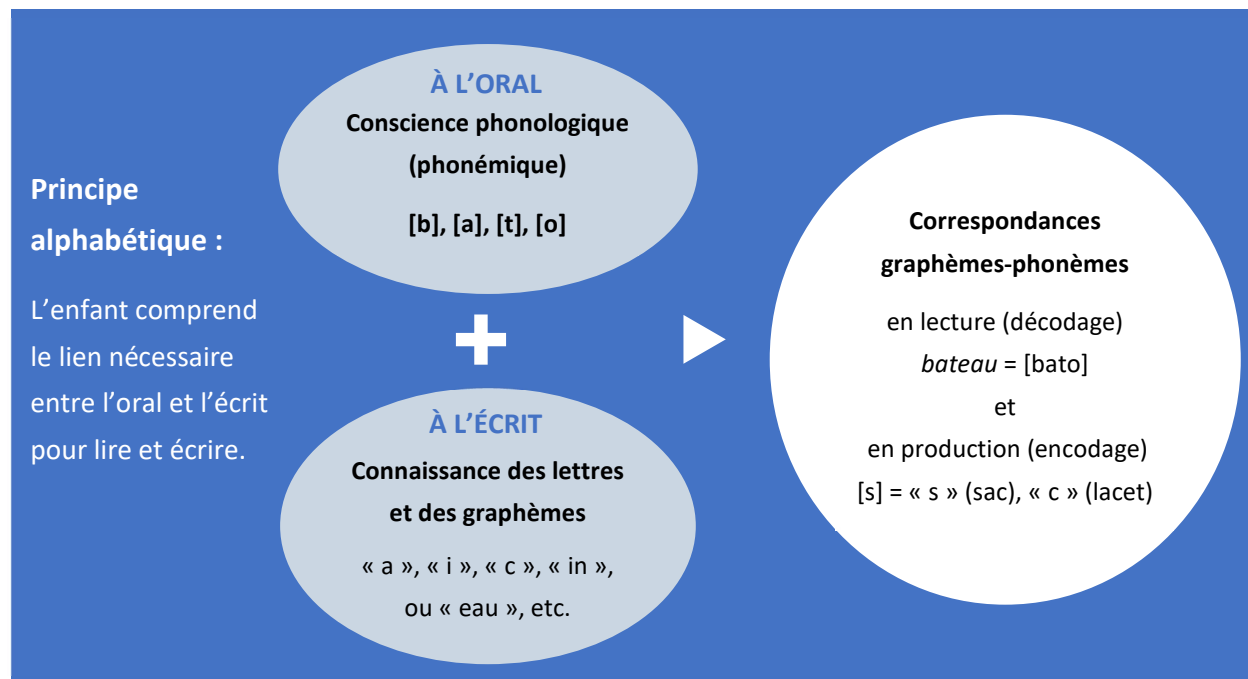 Principe
alphabétique :
L’enfant comprend
le lien nécessaire
entre l’oral et l’écrit
pour lire et écrire.
À L’ORAL
Conscience phonologique
(phonémique)
[b], [a], [t], [o]
À L’ÉCRIT
Connaissance des lettres
et des graphèmes
« a », « i », « c », « in »,
ou « eau », etc.
Correspondances
graphèmes-phonèmes
en lecture (décodage)
bateau = [bato]
et
en production (encodage)
[s] = « s » (sac), « c » (lacet)